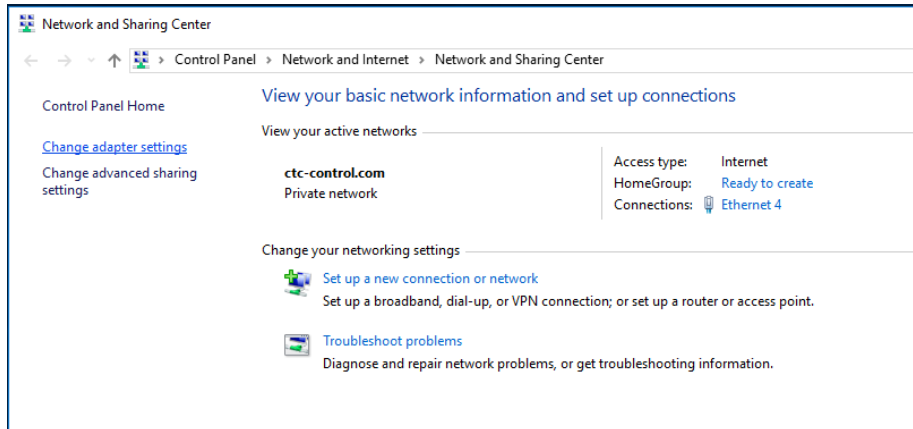 Network and Sharing Center
Control Panel > Network and Internet > Network and Sharing Center
Control Panel Home
Change adapter settings
Change advanced sharing
settings
View your basic network information and set up connections
View your active networks
ctc-control.com
Private network
Access type: Internet
HomeGroup: Ready to create
Connections: Ethernet 4
Change your networking settings
Set up a new connection or network
Set up a broadband, dial-up, or VPN connection; or set up a router or access point.
Troubleshoot problems
Diagnose and repair network problems, or get troubleshooting information.